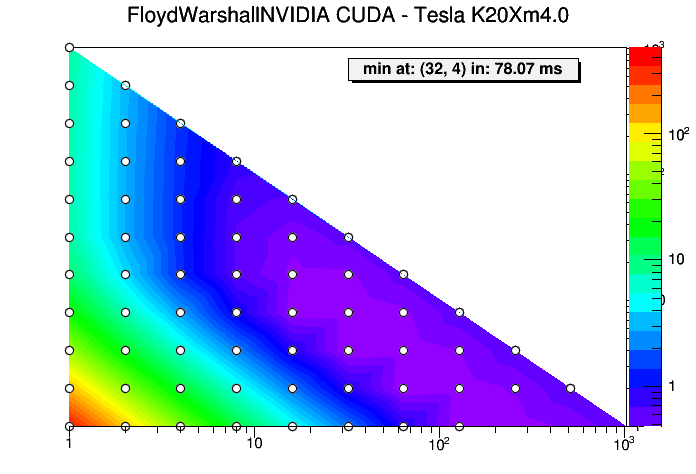 FloydWarshallNVIDIA CUDA - Tesla K20Xm4.0
min at: (32, 4) in: 78.07 ms
10³
10²
10
1
1 10 10² 10³